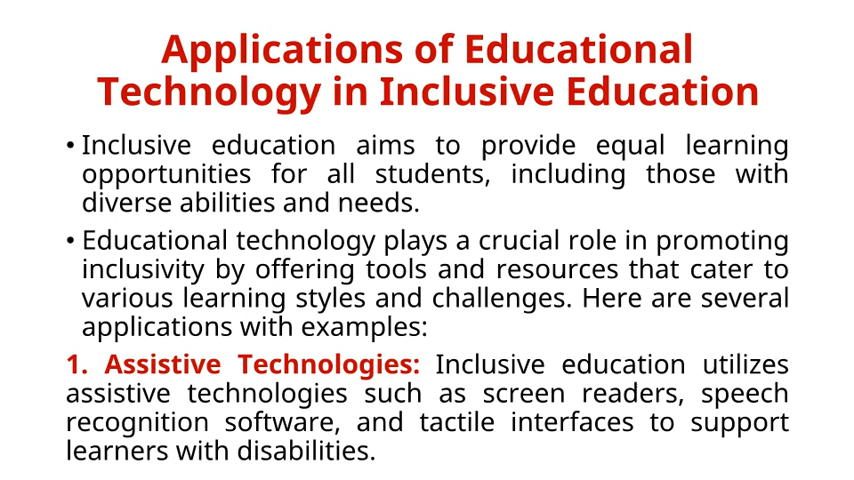 Applications of Educational
Technology in Inclusive Education
• Inclusive education aims to provide equal learning
opportunities for all students, including those with
diverse abilities and needs.
• Educational technology plays a crucial role in promoting
inclusivity by offering tools and resources that cater to
various learning styles and challenges. Here are several
applications with examples:
1. Assistive Technologies: Inclusive education utilizes
assistive technologies such as screen readers, speech
recognition software, and tactile interfaces to support
learners with disabilities.